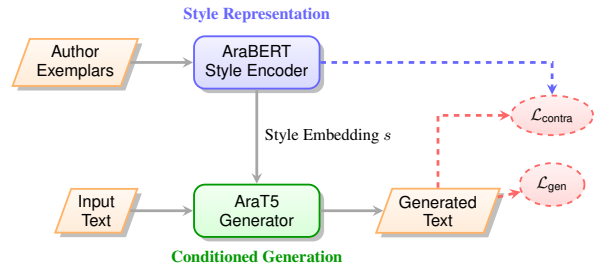 Style Representation
Author
Exemplars
AraBERT
Style Encoder
ℒcontra
Style Embedding s
ℒgen
Input
Text
AraT5
Generator
Generated
Text
Conditioned Generation